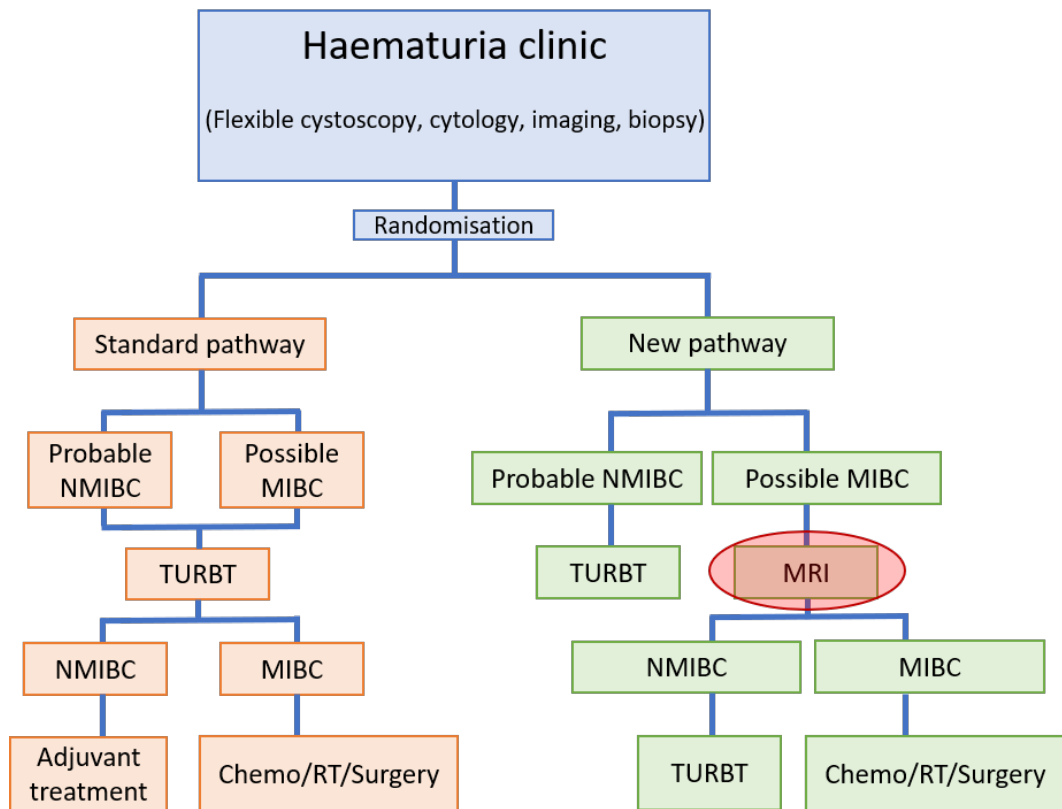 Haematuria clinic
(Flexible cystoscopy, cytology, imaging, biopsy)
Randomisation
Standard pathway
New pathway
Probable
NMIBC
Possible
MIBC
Probable NMIBC
Possible MIBC
TURBT
TURBT
MRI
NMIBC
MIBC
NMIBC
MIBC
Adjuvant
treatment
Chemo/RT/Surgery
TURBT
Chemo/RT/Surgery